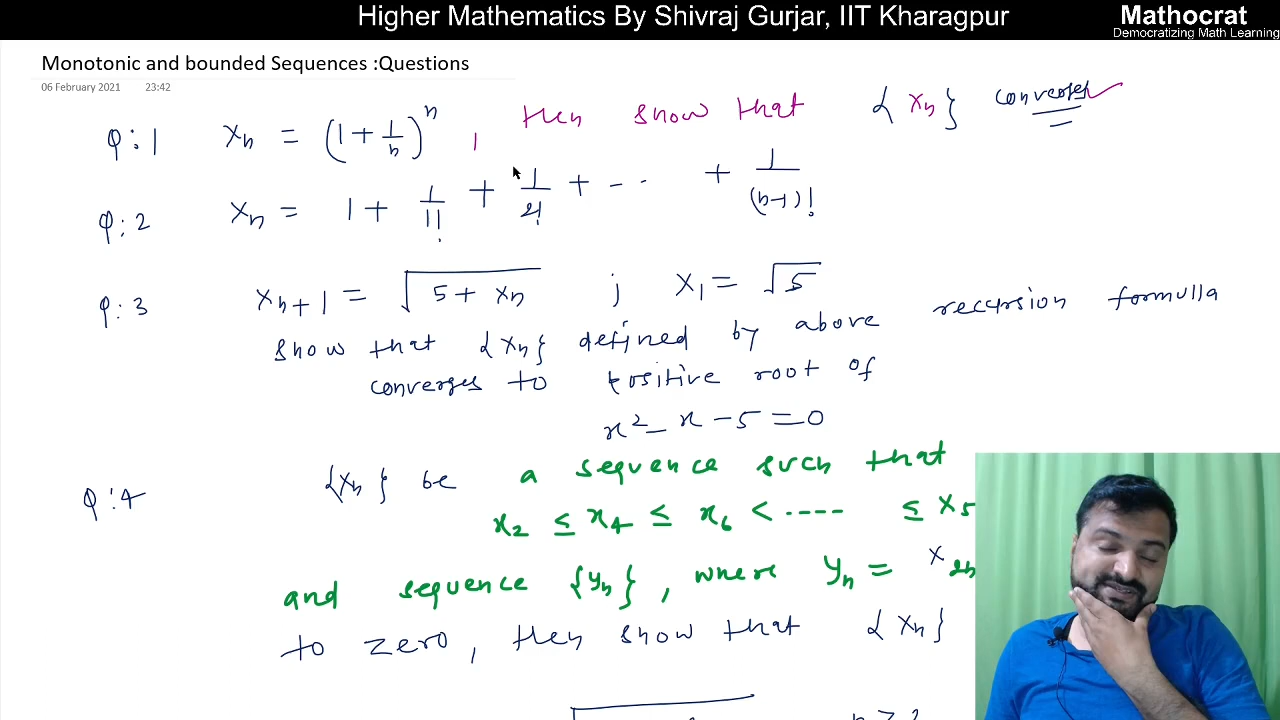 Higher Mathematics By Shivraj Gurjar, IIT Kharagpur
Mathocrat
Democratizing Math Learning
Monotonic and bounded Sequences :Questions
06 February 2021 23:42
Q:1 xₙ = (1 + 1/n)ⁿ , then show that {xₙ} converges
Q:2 xₙ = 1 + 1/1! + 1/2! + -- .. + 1/(n-1)!
Q:3 xₙ₊₁ = √(5 + xₙ) ; x₁ = √5
show that {xₙ} defined by above recursion formulla
converges to positive root of
x² - x - 5 = 0
Q:4 {xₙ} be a sequence such that
x₂ ≤ x₄ ≤ x₆ < ---- ≤ x₅
and sequence {yₙ}, where yₙ = x₂ₙ
to zero, then show that {xₙ}